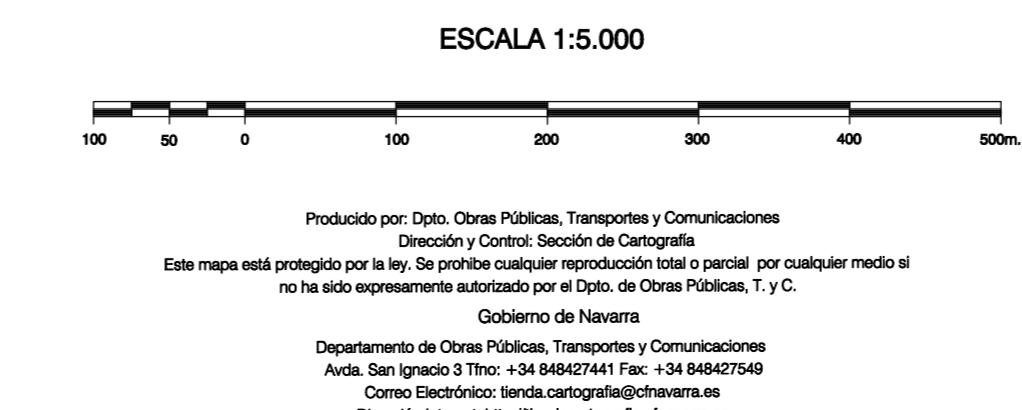 ESCALA 1:5.000
100 50 0 100 200 300 400 500m.
Producido por: Dpto. Obras Públicas, Transportes y Comunicaciones
Dirección y Control: Sección de Cartografía
Este mapa está protegido por la ley. Se prohibe cualquier reproducción total o parcial por cualquier medio si
no ha sido expresamente autorizado por el Dpto. de Obras Públicas, T. y C.
Gobierno de Navarra
Departamento de Obras Públicas, Transportes y Comunicaciones
Avda. San Ignacio 3 Tfno: +34 848427441 Fax: +34 848427549
Correo Electrónico: tienda.cartografia@cfnavarra.es